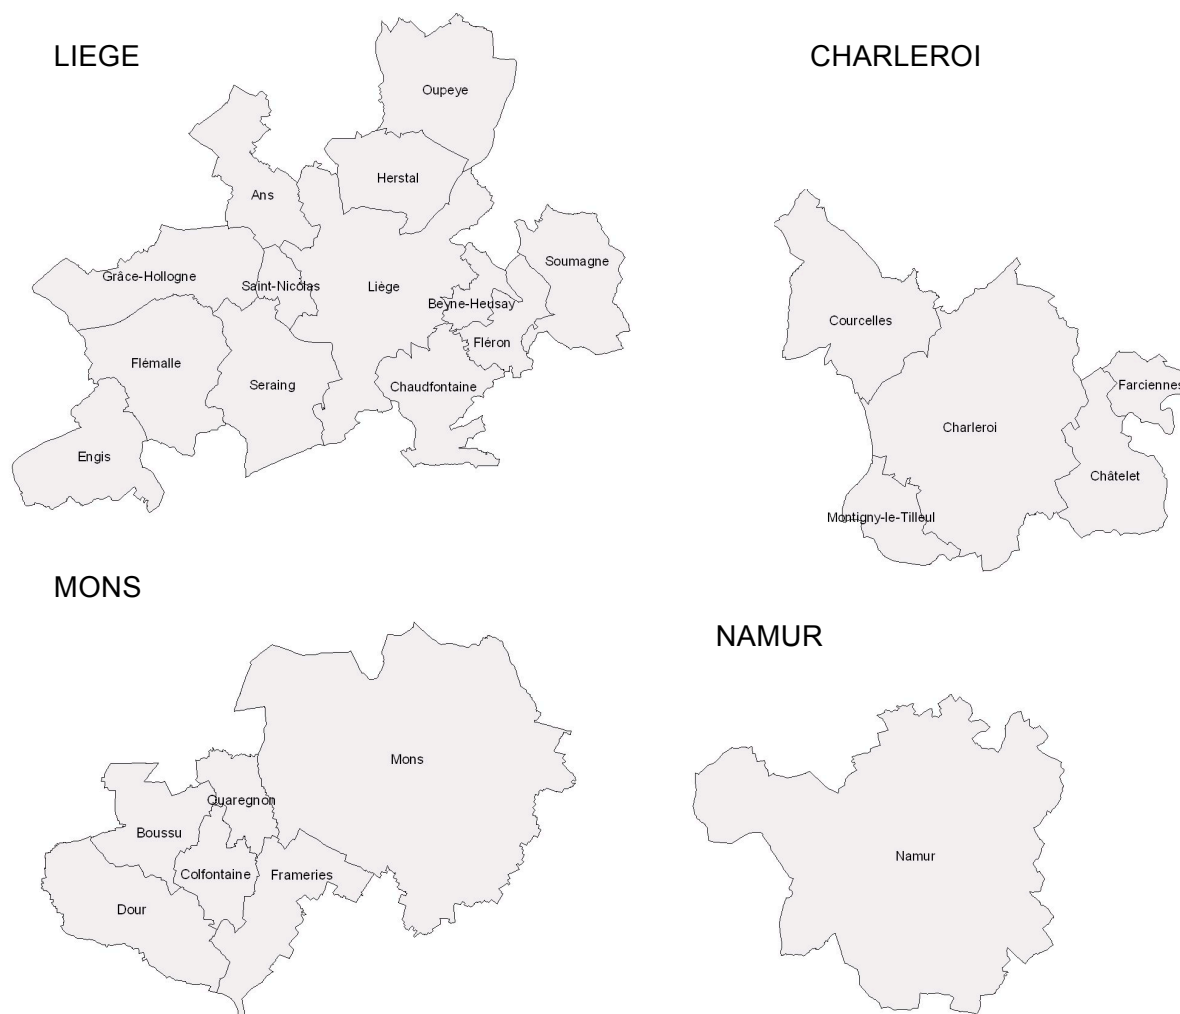 LIEGE
Oupeye
Herstal
Ans
Soumagne
Grâce-Hollogne
Saint-Nicolas
Liège
Beyne-Heusay
Fléron
Flémalle
Seraing
Chaudfontaine
Engis
CHARLEROI
Courcelles
Farciennes
Charleroi
Châtelet
Montigny-le-Tilleul
MONS
Mons
Quaregnon
Boussu
Colfontaine
Frameries
Dour
NAMUR
Namur